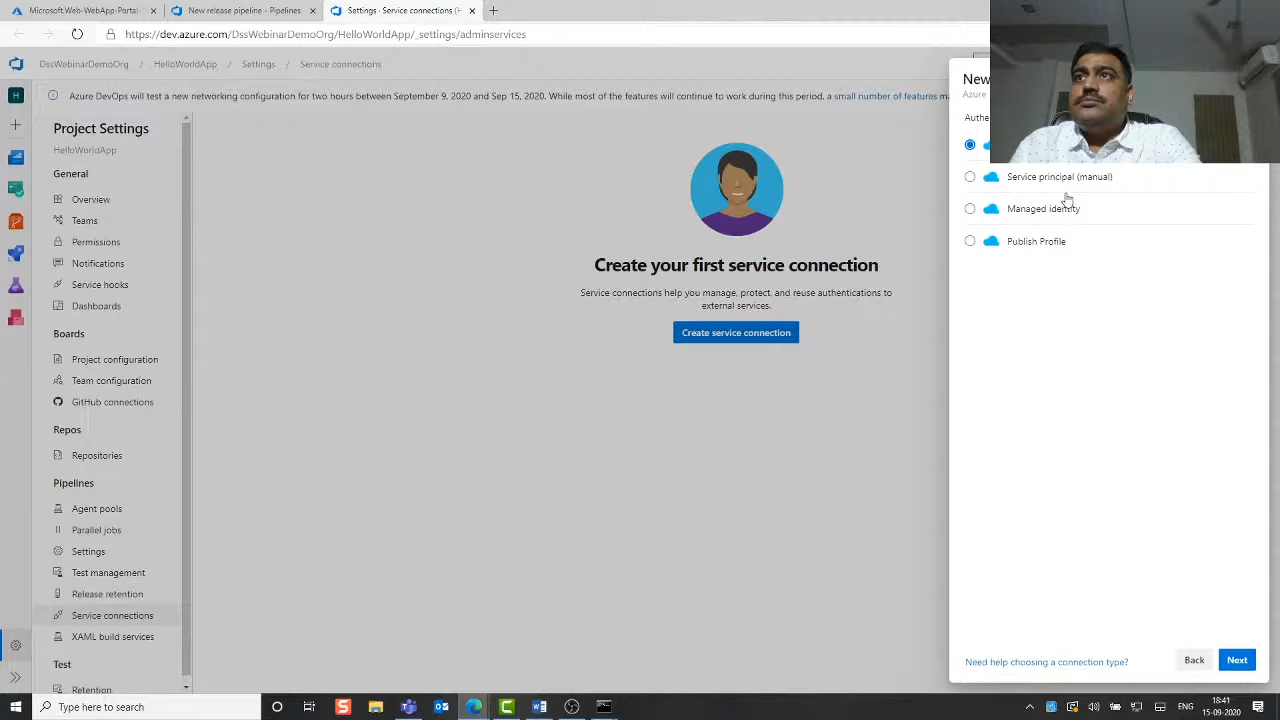 Microsoft.Web-WebApp-Portal
New release pipeline - Pipelines
Settings · Service connections (H
https://dev.azure.com/DssWebinarDemoOrg/HelloWorldApp/_settings/adminservices
DssWebinarDemoOrg / HelloWorldApp / Settings / Service connections
Azure DevOps will test a new networking configuration for two hours between September 9, 2020 and Sep 15, 2020. While most of the features will continue to work during this period, a small number of features
Project Settings
HelloWorldApp
General
Overview
Teams
Permissions
Notifications
Service hooks
Dashboards
Boards
Project configuration
Team configuration
GitHub connections
Repos
Repositories
Pipelines
Agent pools
Parallel jobs
Settings
Test management
Release retention
Service connections
XAML build services
Test
Retention
Create your first service connection
Service connections help you manage, protect, and reuse authentications to
external services.
Create service connection
New
Azure
Authe
Service principal (manual)
Managed identity
Publish Profile
Need help choosing a connection type?
Back
Next
Type here to search
ENG
18:41
15-09-2020